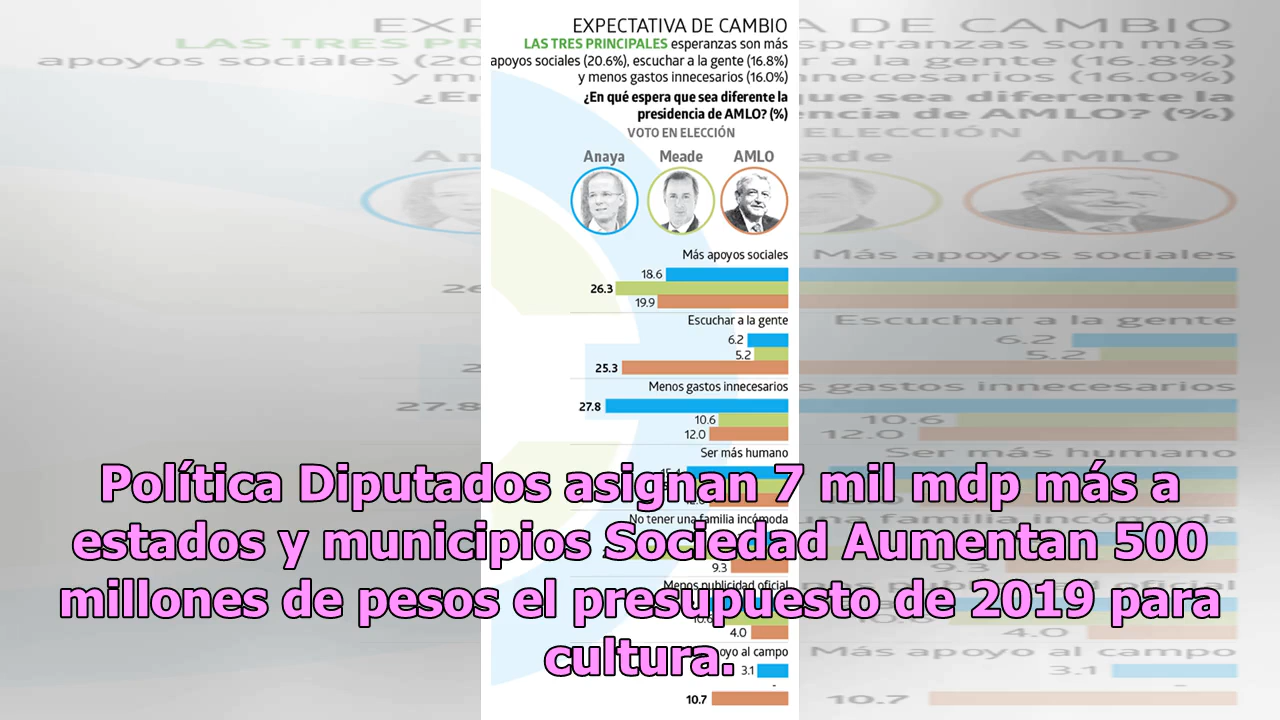 EXPECTATIVA DE CAMBIO
LAS TRES PRINCIPALES esperanzas son más
apoyos sociales (20.6%), escuchar a la gente (16.8%)
y menos gastos innecesarios (16.0%)
¿En qué espera que sea diferente la
presidencia de AMLO? (%)
VOTO EN ELECCIÓN
Anaya Meade AMLO
Más apoyos sociales
18.6
26.3
19.9
Escuchar a la gente
6.2
5.2
25.3
Menos gastos innecesarios
27.8
10.6
12.0
Ser más humano
No tener una familia incómoda
9.3
Menos publicidad oficial
10.6
4.0
apoyo al campo
3.1
-
10.7
Política Diputados asignan 7 mil mdp más a
estados y municipios Sociedad Aumentan 500
millones de pesos el presupuesto de 2019 para
cultura.